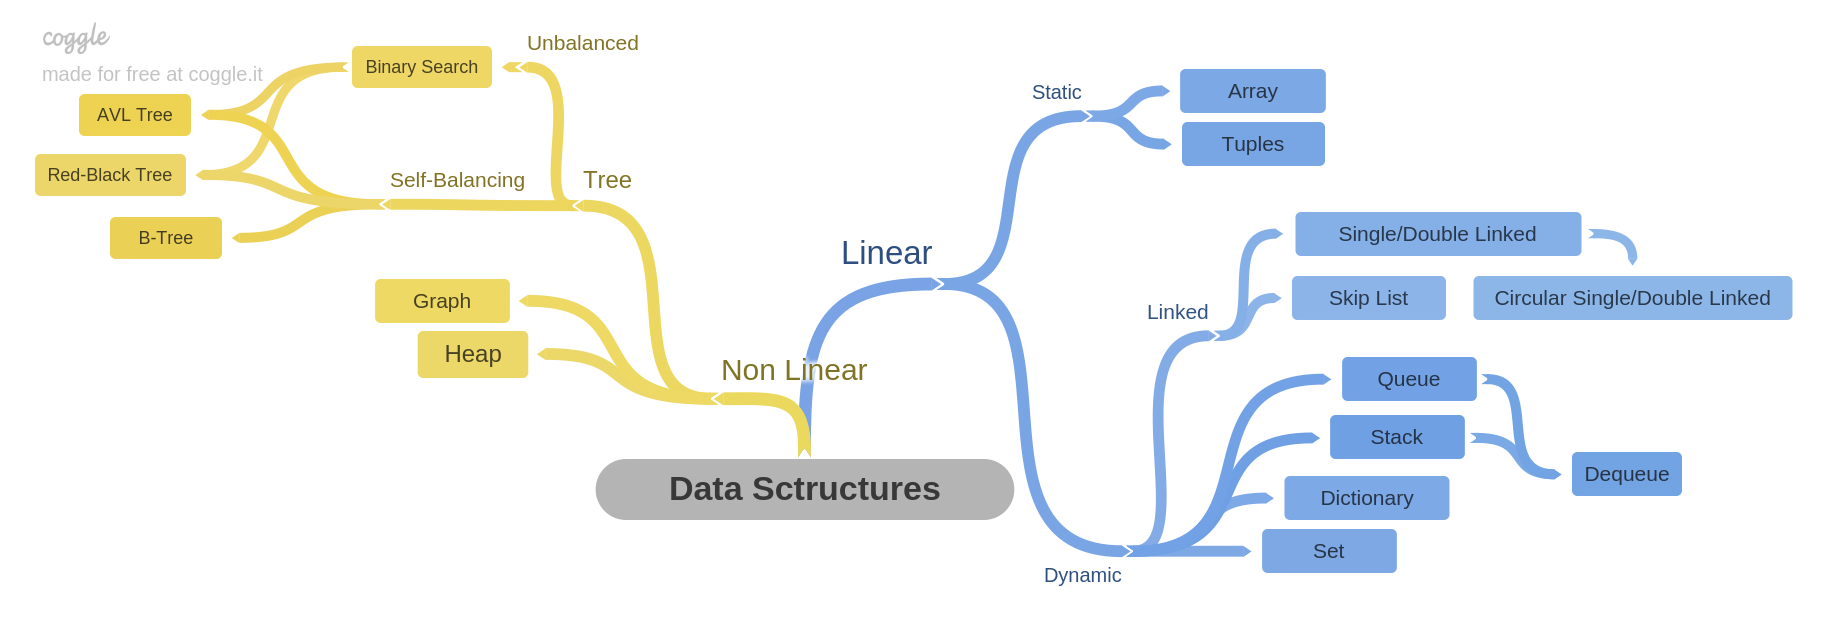 coggle
made for free at coggle.it
Unbalanced
Binary Search
AVL Tree
Red-Black Tree
B-Tree
Self-Balancing
Tree
Graph
Heap
Non Linear
Data Sctructures
Linear
Static
Array
Tuples
Linked
Single/Double Linked
Skip List
Circular Single/Double Linked
Queue
Stack
Dequeue
Dictionary
Set
Dynamic